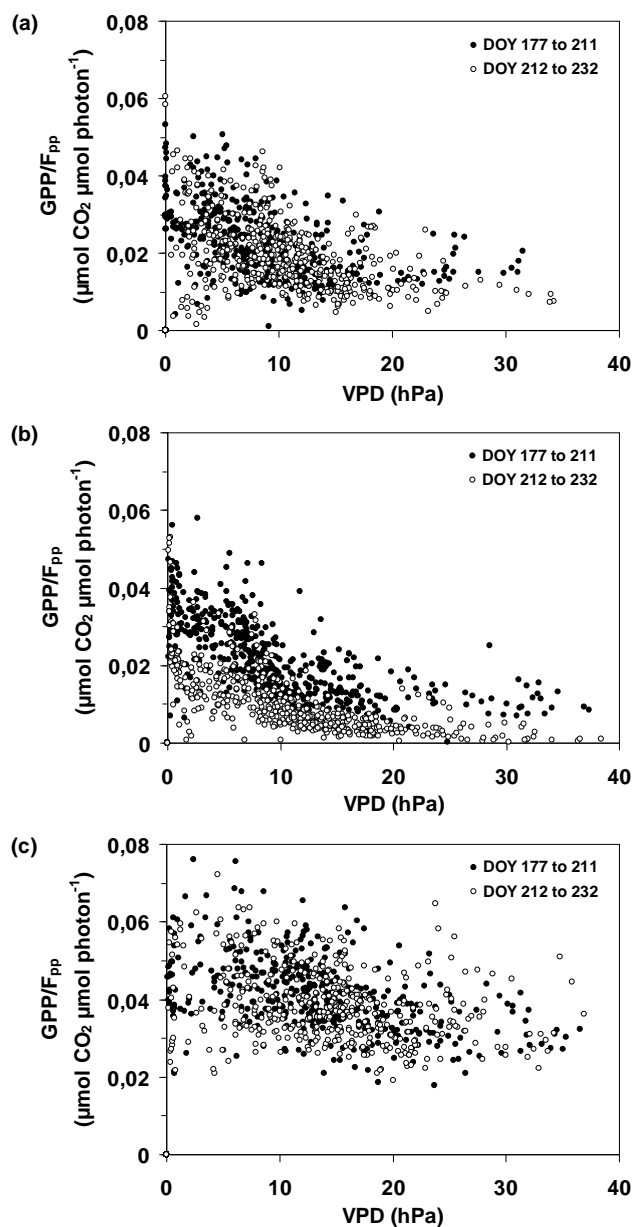 (a)
0,08
DOY 177 to 211
DOY 212 to 232
0,06
0,04
0,02
0
GPP/Fpp
(µmol CO2 µmol photon-1)
0 10 20 30 40
VPD (hPa)
(b)
0,08
DOY 177 to 211
DOY 212 to 232
0,06
0,04
0,02
0
GPP/Fpp
(µmol CO2 µmol photon-1)
0 10 20 30 40
VPD (hPa)
(c)
0,08
DOY 177 to 211
DOY 212 to 232
0,06
0,04
0,02
0
GPP/Fpp
(µmol CO2 µmol photon-1)
0 10 20 30 40
VPD (hPa)